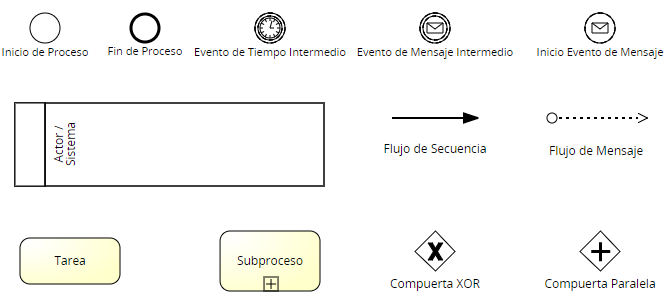 Inicio de Proceso
Fin de Proceso
Evento de Tiempo Intermedio
Evento de Mensaje Intermedio
Inicio Evento de Mensaje
Actor /
Sistema
Flujo de Secuencia
Flujo de Mensaje
Tarea
Subproceso
Compuerta XOR
Compuerta Paralela